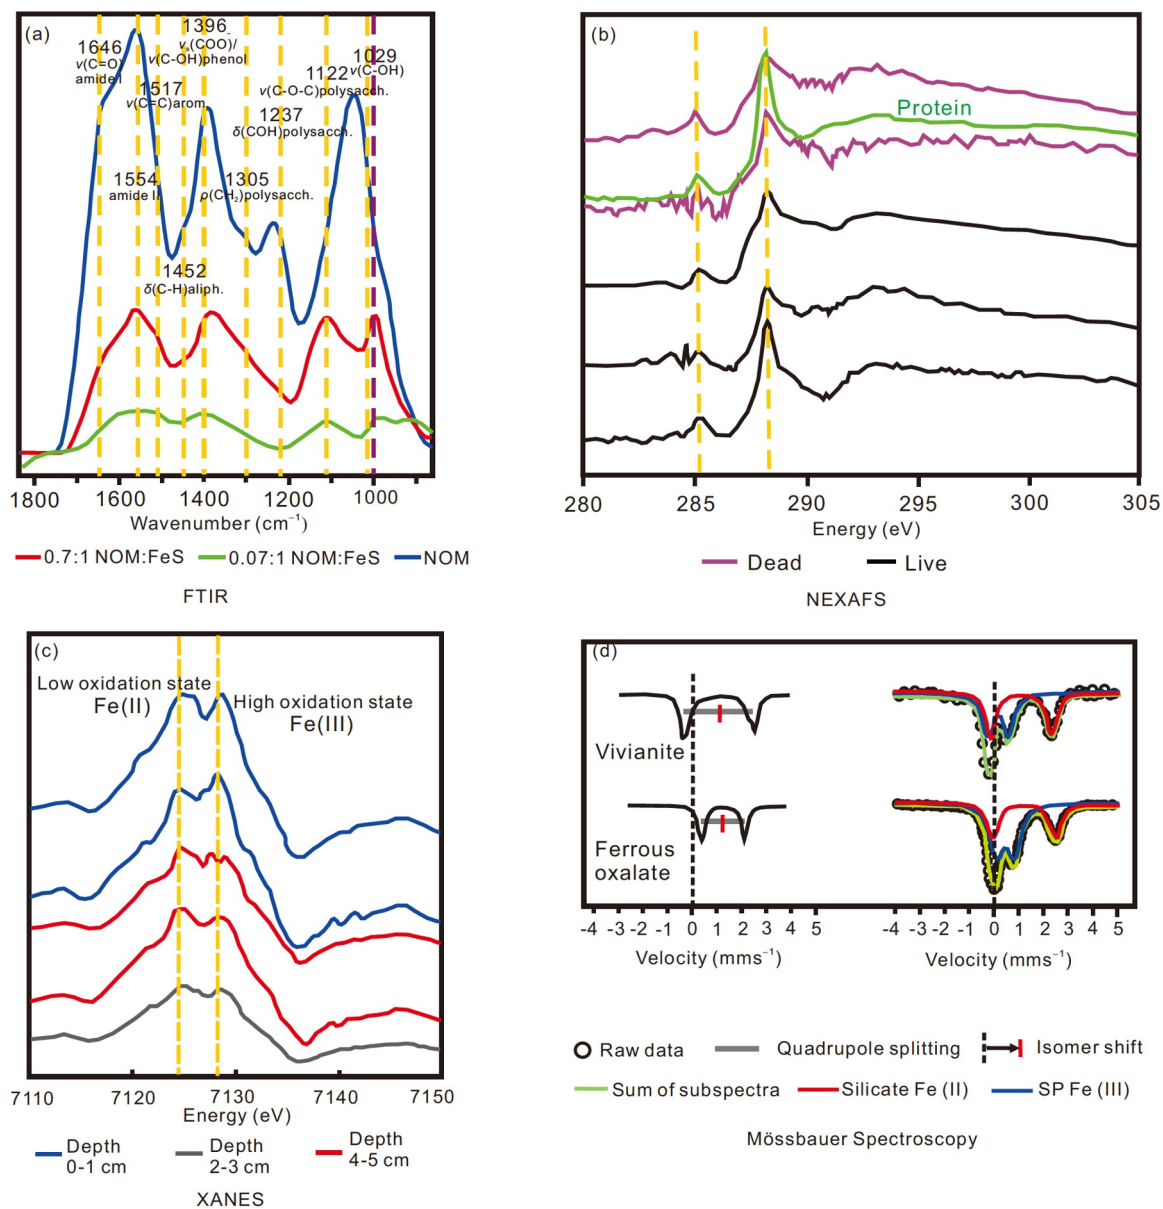 (a)
1646
ν(C=O)
amide I
1396
νs(COO⁻)/
ν(C-OH)phenol
1517
ν(C=C)arom.
1122
ν(C-O-C)polysacch.
1029
ν(C-OH)
1237
δ(COH)polysacch.
1554
amide II
1305
ρ(CH₂)polysacch.
1452
δ(C-H)aliph.
1800 1600 1400 1200 1000
Wavenumber (cm⁻¹)
0.7:1 NOM:FeS 0.07:1 NOM:FeS NOM
FTIR
(b)
Protein
280 285 290 295 300 305
Energy (eV)
Dead Live
NEXAFS
(c)
Low oxidation state
Fe(II)
High oxidation state
Fe(III)
7110 7120 7130 7140 7150
Energy (eV)
Depth
0-1 cm
Depth
2-3 cm
Depth
4-5 cm
XANES
(d)
Vivianite
Ferrous
oxalate
-4 -3 -2 -1 0 1 2 3 4 5
Velocity (mms⁻¹)
-4 -3 -2 -1 0 1 2 3 4 5
Velocity (mms⁻¹)
Raw data Quadrupole splitting Isomer shift
Sum of subspectra Silicate Fe (II) SP Fe (III)
Mössbauer Spectroscopy